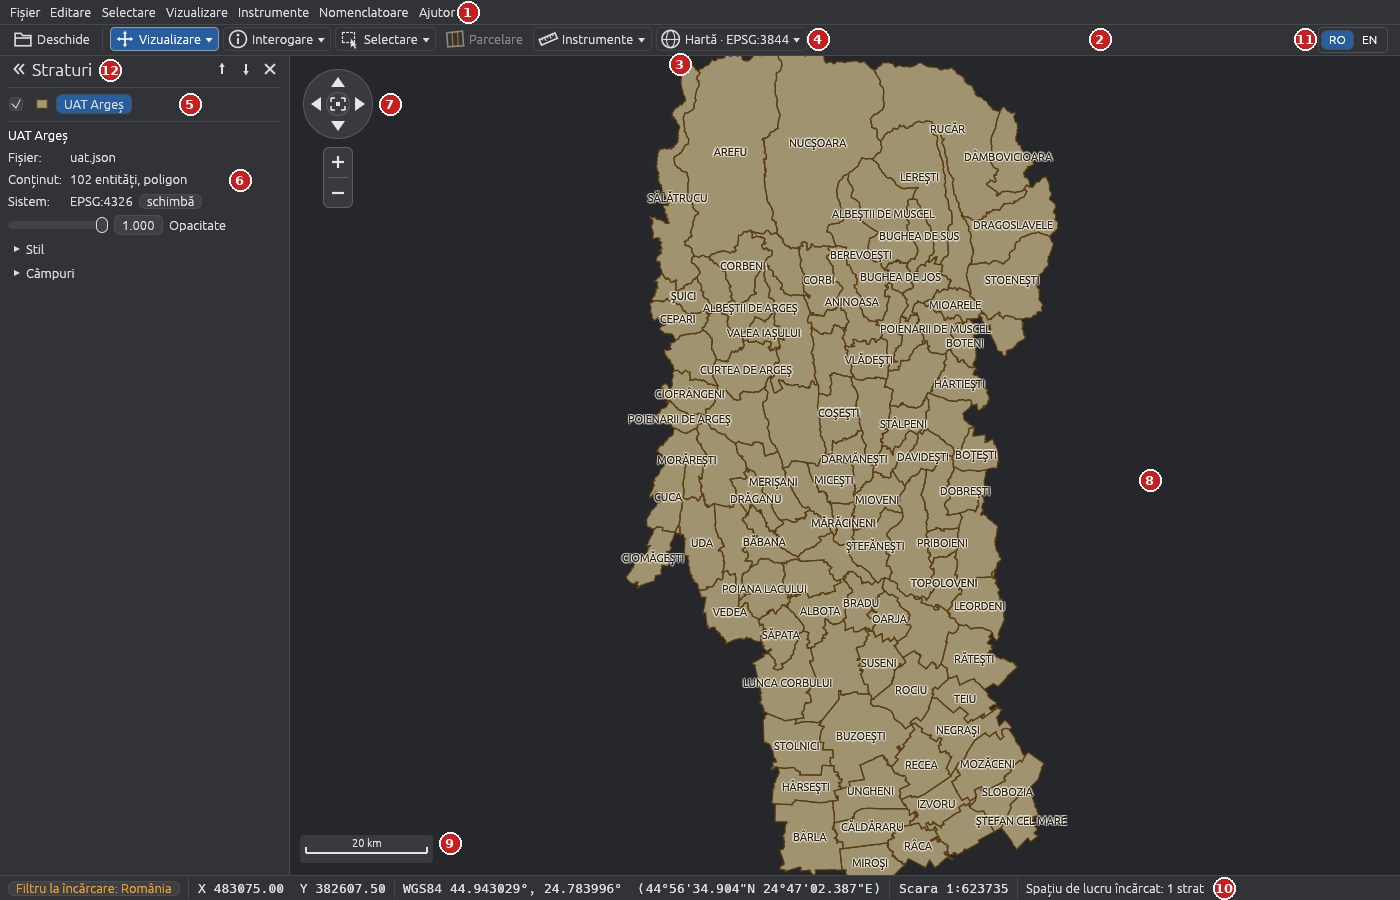 Fișier Editare Selectare Vizualizare Instrumente Nomenclatoare Ajutor 1
Deschide Vizualizare Interogare Selectare Parcelare Instrumente Hartă · EPSG:3844 4 2 11 RO EN
3
Straturi 12
UAT Argeș 5
UAT Argeș
Fișier: uat.json
Conținut: 102 entități, poligon 6
Sistem: EPSG:4326 schimbă
1.000 Opacitate
Stil
Câmpuri
7
+
−
RUCĂR
NUCȘOARA
AREFU
DÂMBOVICIOARA
LEREȘTI
SĂLĂTRUCU
ALBEȘTII DE MUSCEL
DRAGOSLAVELE
BUGHEA DE SUS
BEREVOEȘTI
CORBENI
BUGHEA DE JOS
CORBI
STOENEȘTI
ȘUICI
ANINOASA
MIOARELE
ALBEȘTII DE ARGEȘ
CEPARI
POIENARII DE MUSCEL
VALEA IAȘULUI
BOTENI
VLĂDEȘTI
CURTEA DE ARGEȘ
HÂRTIEȘTI
CIOFRÂNGENI
COȘEȘTI
POIENARII DE ARGEȘ
STÂLPENI
BOȚEȘTI
DAVIDEȘTI
DÂRMĂNEȘTI
MORĂREȘTI
MICEȘTI
MERIȘANI
8
DOBREȘTI
CUCA
DRĂGANU
MIOVENI
MĂRĂCINENI
UDA
BĂBANA
PRIBOIENI
ȘTEFĂNEȘTI
CIOMĂGEȘTI
TOPOLOVENI
POIANA LACULUI
BRADU
LEORDENI
VEDEA
ALBOTA
OARJA
SĂPATA
RĂTEȘTI
SUSENI
LUNCA CORBULUI
ROCIU
TEIU
NEGRAȘI
BUZOEȘTI
STOLNICI
RECEA
MOZĂCENI
HÂRSEȘTI
UNGHENI
SLOBOZIA
IZVORU
ȘTEFAN CEL MARE
CĂLDĂRARU
BÂRLA
RÂCA
MIROȘI
20 km 9
Filtru la încărcare: România X 483075.00 Y 382607.50 WGS84 44.943029°, 24.783996° (44°56'34.904"N 24°47'02.387"E) Scara 1:623735 Spațiu de lucru încărcat: 1 strat 10